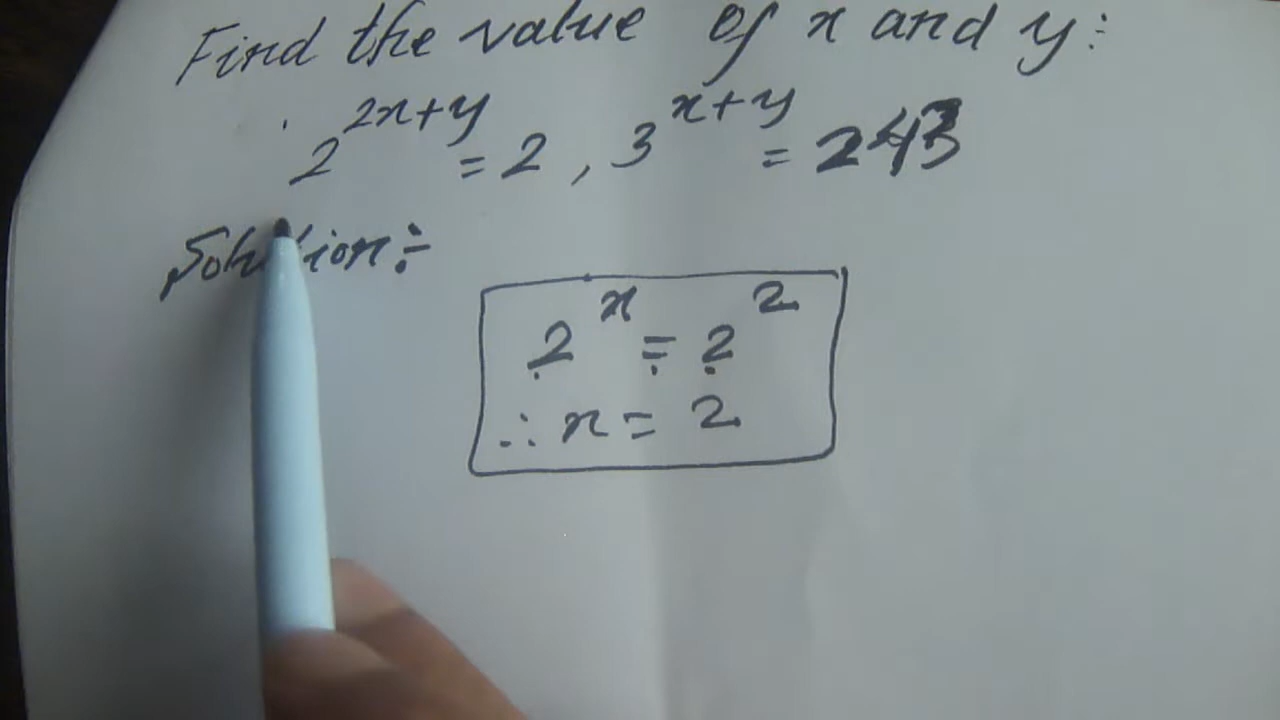 Find the value of x and y:
2^{2x+y} = 2, 3^{x+y} = 243
Solution÷
2^x = 2^2
∴ x = 2